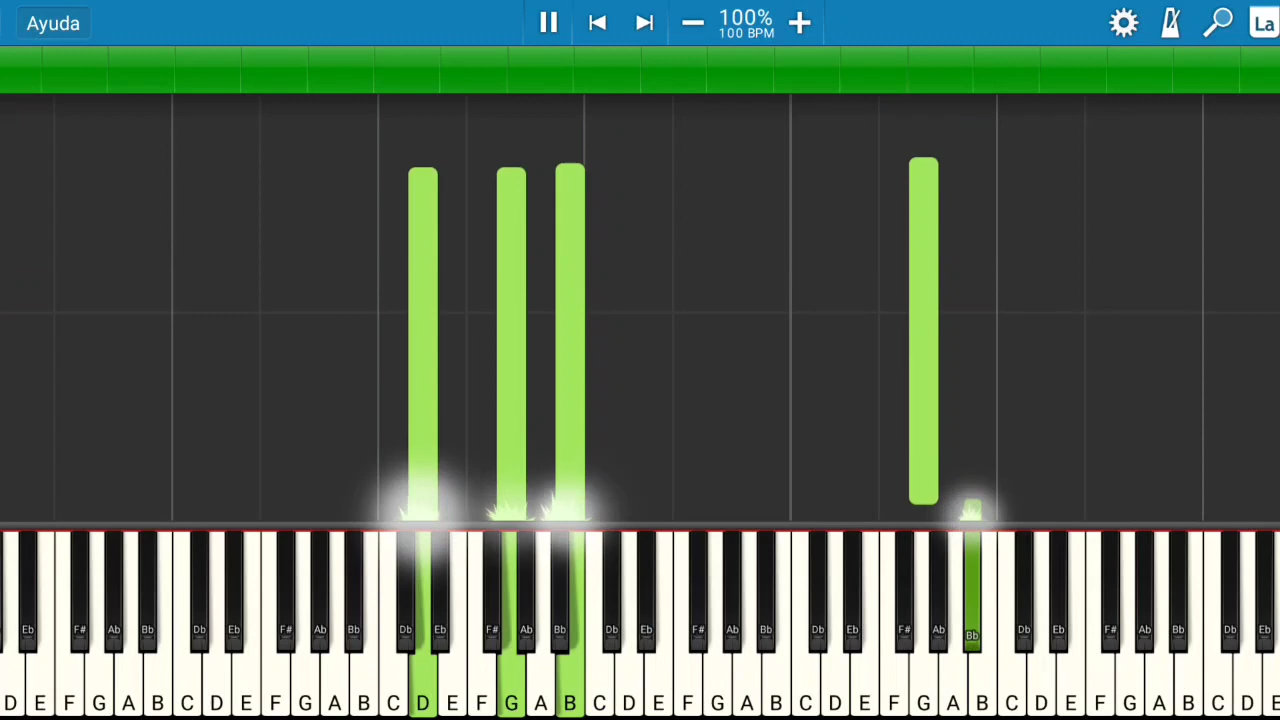 Ayuda
100%
100 BPM
La
Eb F# Ab Bb Db Eb F# Ab Bb Db Eb F# Ab Bb Db Eb F# Ab Bb Db Eb F# Ab Bb Db Eb F# Ab Bb Db Eb
D E F G A B C D E F G A B C D E F G A B C D E F G A B C D E F G A B C D E F G A B C D E